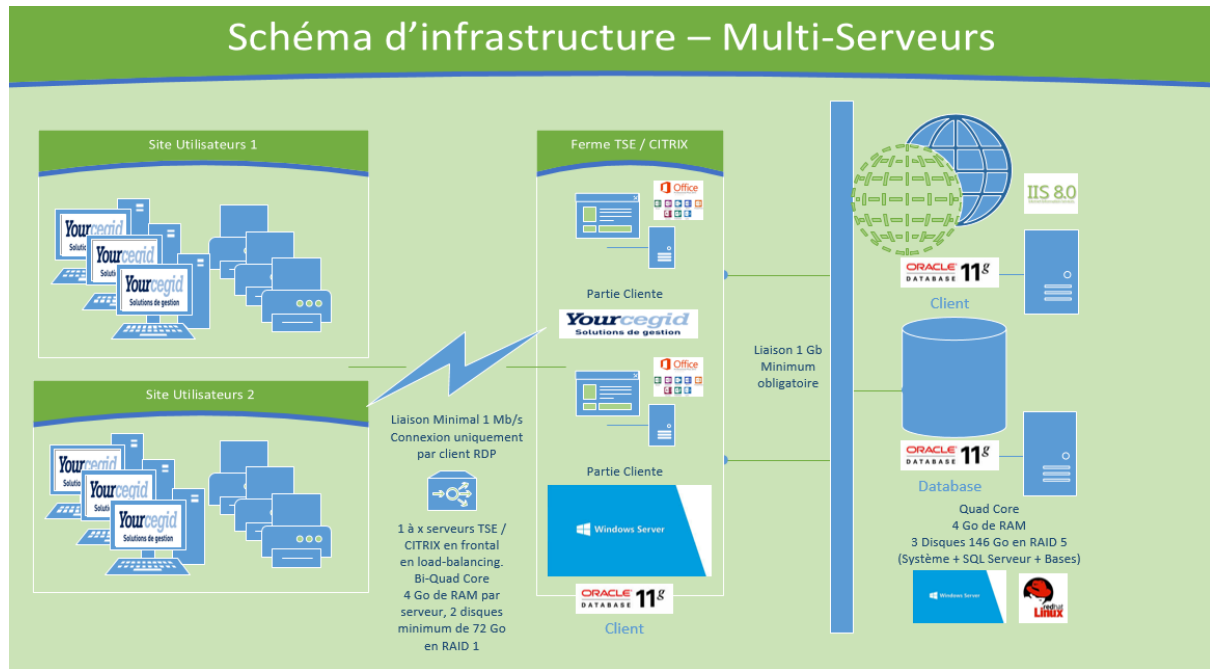 Schéma d'infrastructure – Multi-Serveurs
Site Utilisateurs 1
Yourcegid
Solutions de gestion
Site Utilisateurs 2
Yourcegid
Solutions de gestion
Liaison Minimal 1 Mb/s
Connexion uniquement
par client RDP
1 à x serveurs TSE /
CITRIX en frontal
en load-balancing.
Bi-Quad Core
4 Go de RAM par
serveur, 2 disques
minimum de 72 Go
en RAID 1
Ferme TSE / CITRIX
Office
Partie Cliente
Yourcegid
Solutions de gestion
Office
Partie Cliente
Windows Server
ORACLE 11g
DATABASE
Client
Liaison 1 Gb
Minimum
obligatoire
IIS 8.0
ORACLE 11g
DATABASE
Client
ORACLE 11g
DATABASE
Database
Quad Core
4 Go de RAM
3 Disques 146 Go en RAID 5
(Système + SQL Serveur + Bases)
Windows Server
redhat
Linux